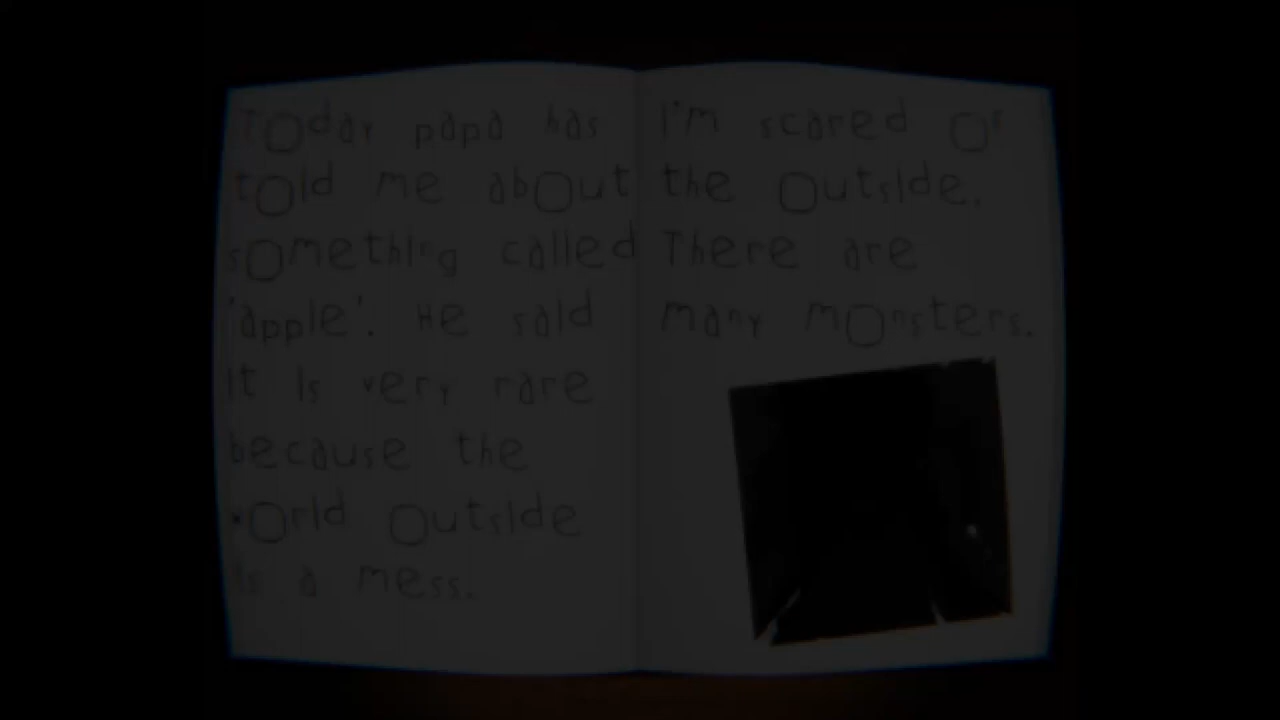 Today papa has
told me about
something called
'apple'. He said
it is very rare
because the
world outside
is a mess.
I'm scared of
the outside.
There are
many monsters.